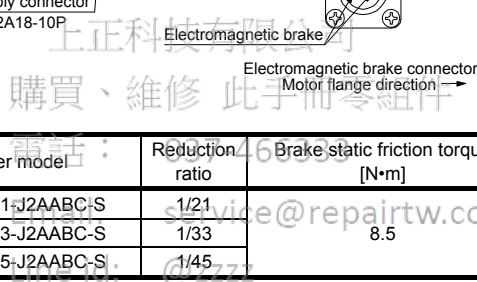 ply connector
2A18-10P
上正科技有限公司
Electromagnetic brake
Electromagnetic brake connector
購買、維修 此手冊零組件
Motor flange direction
電話: 037-466333
er model Reduction ratio Brake static friction torqu [N•m]
1-J2AABC-S 1/21
Email: service@repairtw.co
3-J2AABC-S 1/33 8.5
5-J2AABC-S 1/45
Line id: @zzzz